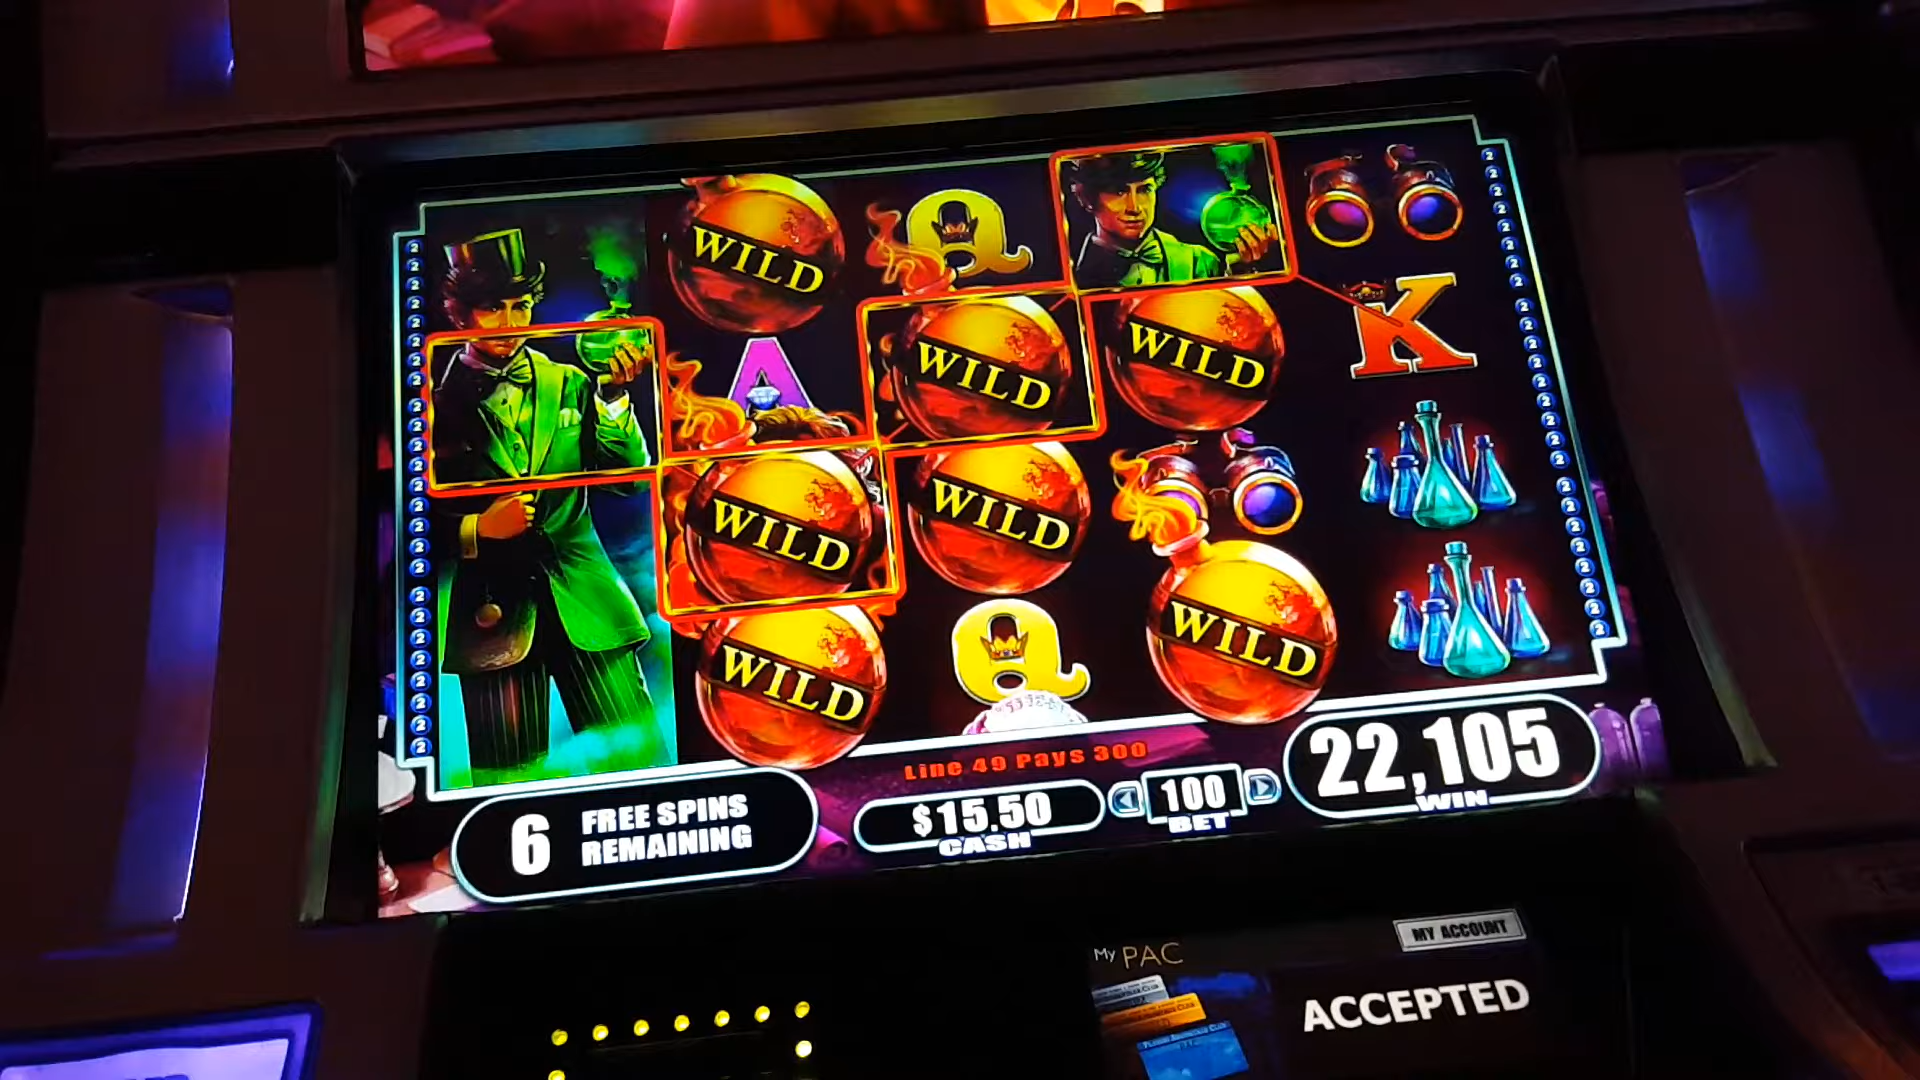 WILD
Q
A
WILD
WILD
K
WILD
WILD
WILD
Q
WILD
Line 49 Pays 300
22,105
WIN
6 FREE SPINS
REMAINING
$15.50
CASH
100
BET
MY ACCOUNT
My PAC
ACCEPTED